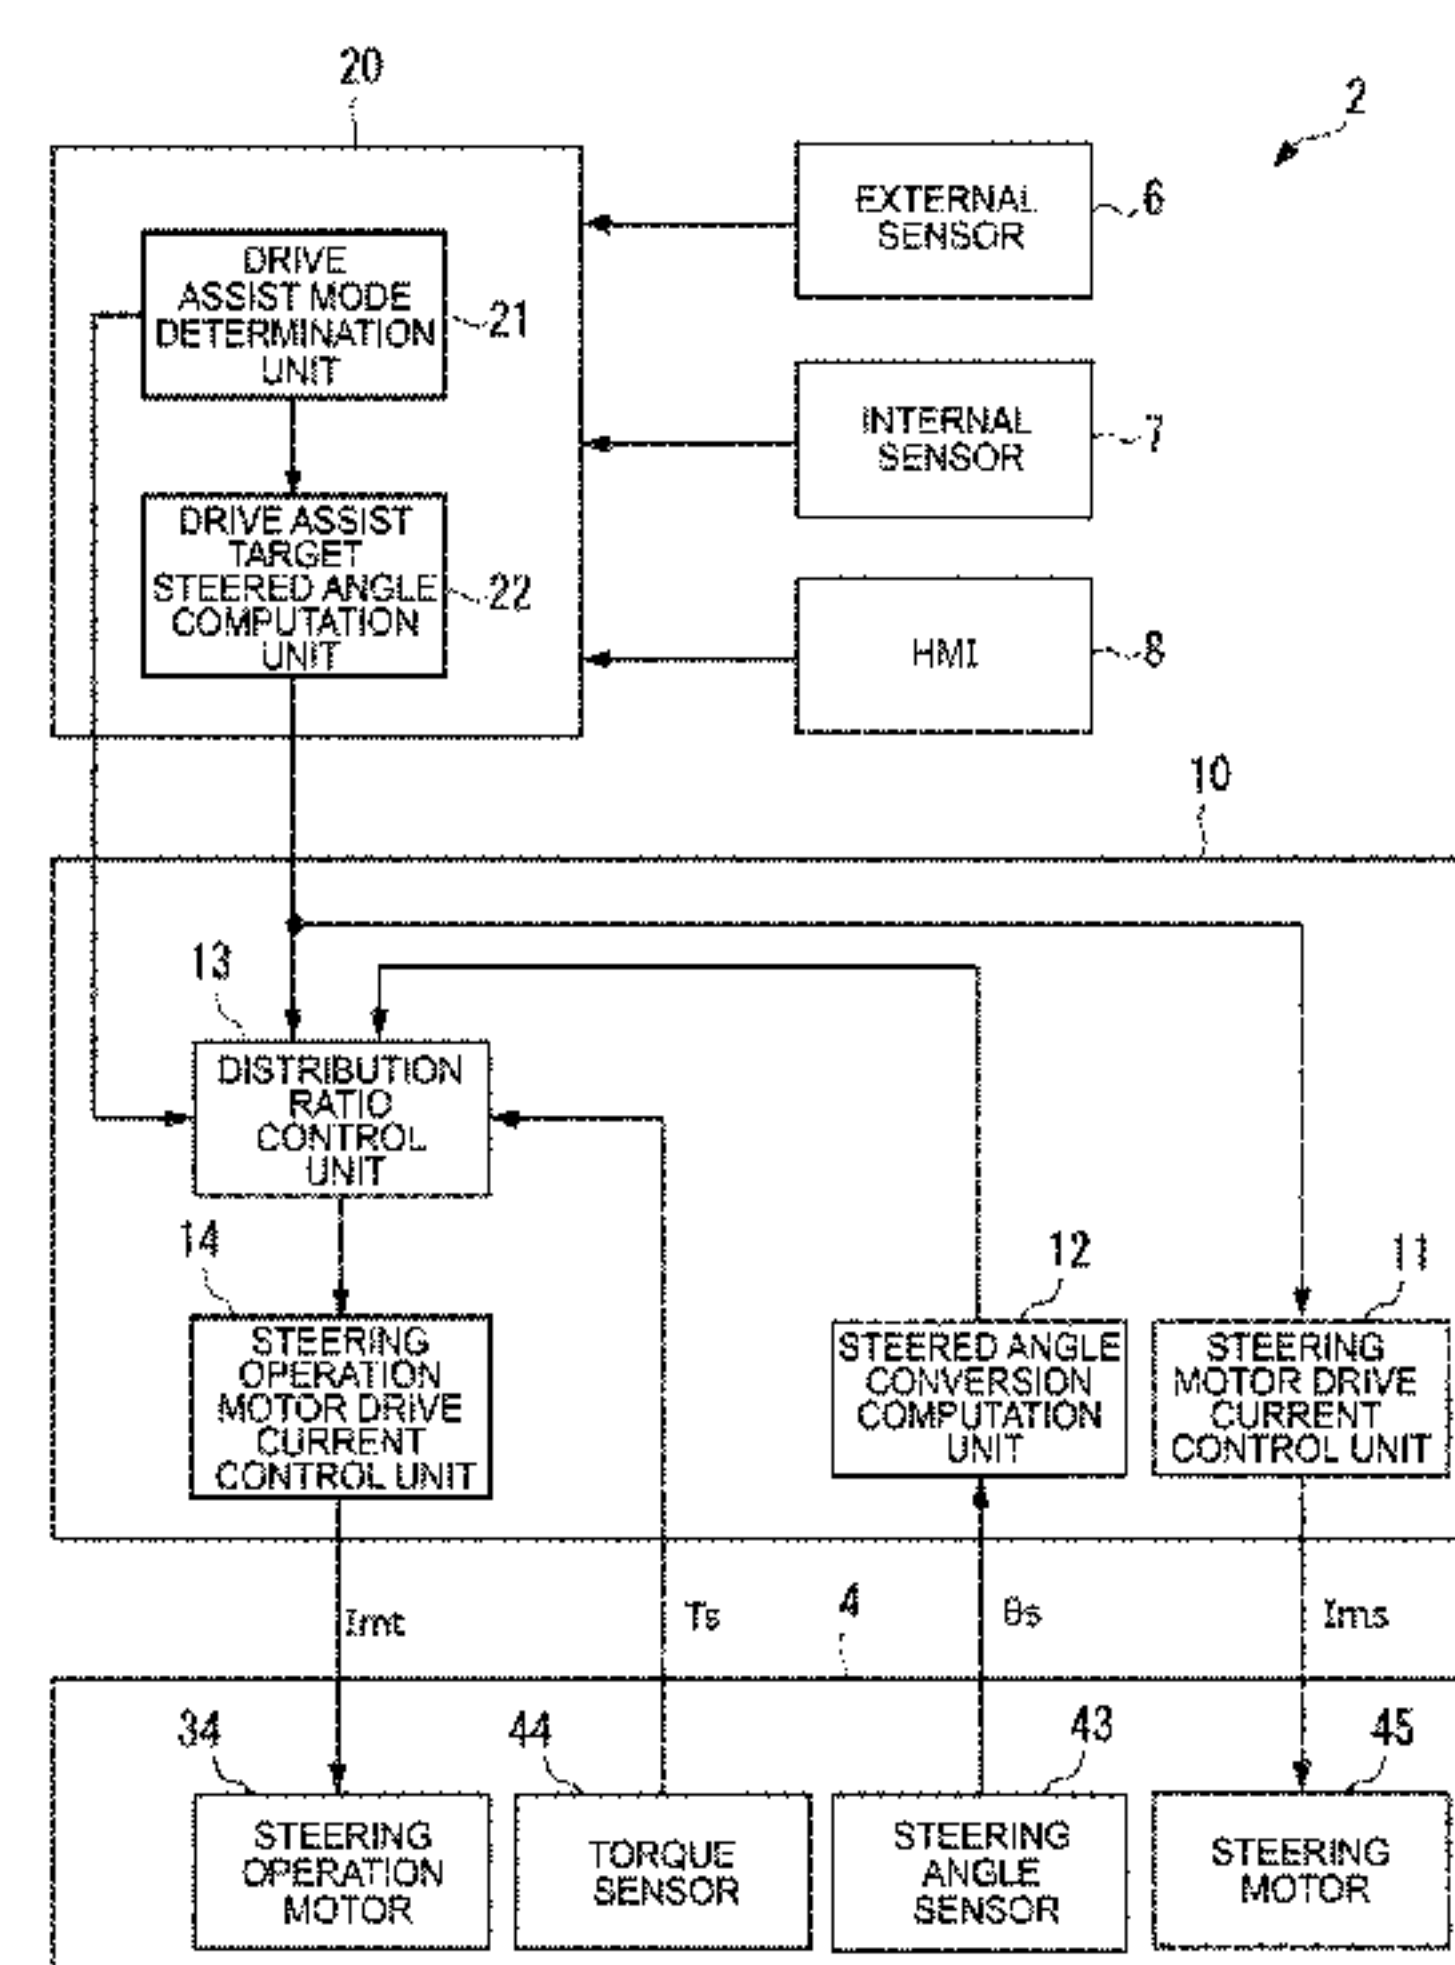 20
2
EXTERNAL
SENSOR
6
DRIVE
ASSIST MODE
DETERMINATION
UNIT
21
INTERNAL
SENSOR
7
DRIVE ASSIST
TARGET
STEERED ANGLE
COMPUTATION
UNIT
22
HMI
8
10
13
DISTRIBUTION
RATIO
CONTROL
UNIT
14
12
11
STEERING
OPERATION
MOTOR DRIVE
CURRENT
CONTROL UNIT
STEERED ANGLE
CONVERSION
COMPUTATION
UNIT
STEERING
MOTOR DRIVE
CURRENT
CONTROL UNIT
Imt
Ts
4
θs
Ims
34
44
43
45
STEERING
OPERATION
MOTOR
TORQUE
SENSOR
STEERING
ANGLE
SENSOR
STEERING
MOTOR